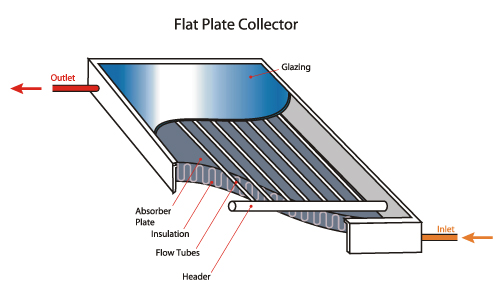 Flat Plate Collector
Glazing
Outlet
Absorber
Plate
Insulation
Flow Tubes
Header
Inlet